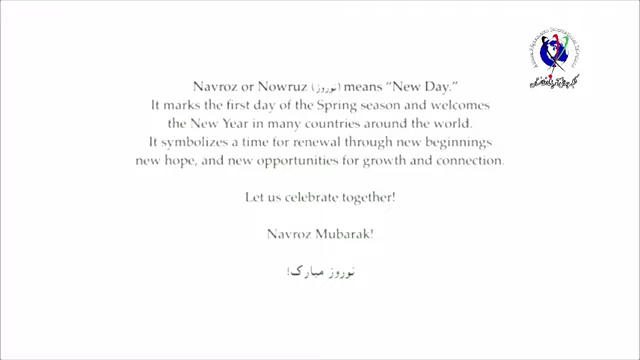 Navroz or Nowruz (نوروز) means “New Day.”
It marks the first day of the Spring season and welcomes
the New Year in many countries around the world.
It symbolizes a time for renewal through new beginnings
new hope, and new opportunities for growth and connection.
Let us celebrate together!
Navroz Mubarak!
نوروز مبارک!